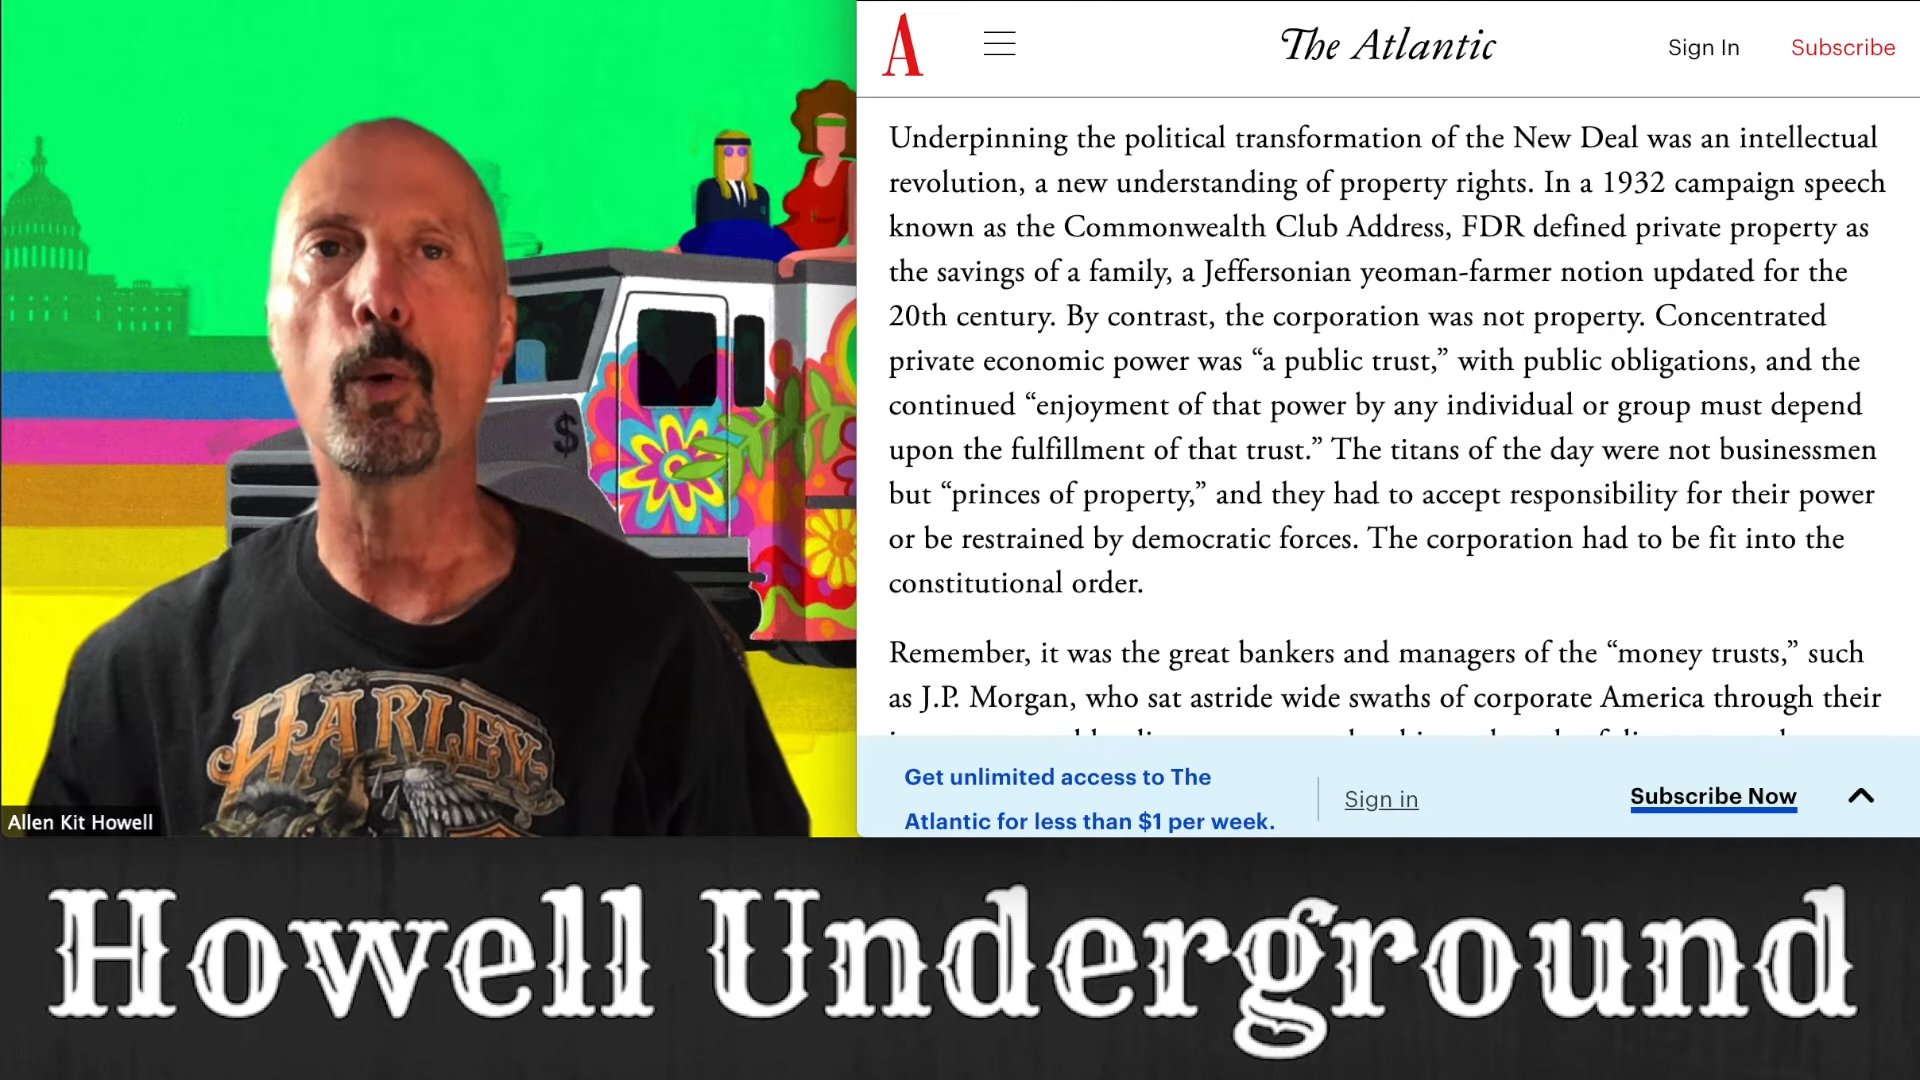 A
The Atlantic
Sign In
Subscribe
Underpinning the political transformation of the New Deal was an intellectual
revolution, a new understanding of property rights. In a 1932 campaign speech
known as the Commonwealth Club Address, FDR defined private property as
the savings of a family, a Jeffersonian yeoman-farmer notion updated for the
20th century. By contrast, the corporation was not property. Concentrated
private economic power was “a public trust,” with public obligations, and the
continued “enjoyment of that power by any individual or group must depend
upon the fulfillment of that trust.” The titans of the day were not businessmen
but “princes of property,” and they had to accept responsibility for their power
or be restrained by democratic forces. The corporation had to be fit into the
constitutional order.
Remember, it was the great bankers and managers of the “money trusts,” such
as J.P. Morgan, who sat astride wide swaths of corporate America through their
Get unlimited access to The
Atlantic for less than $1 per week.
Sign in
Subscribe Now
$
HARLEY-
Allen Kit Howell
Howell Underground